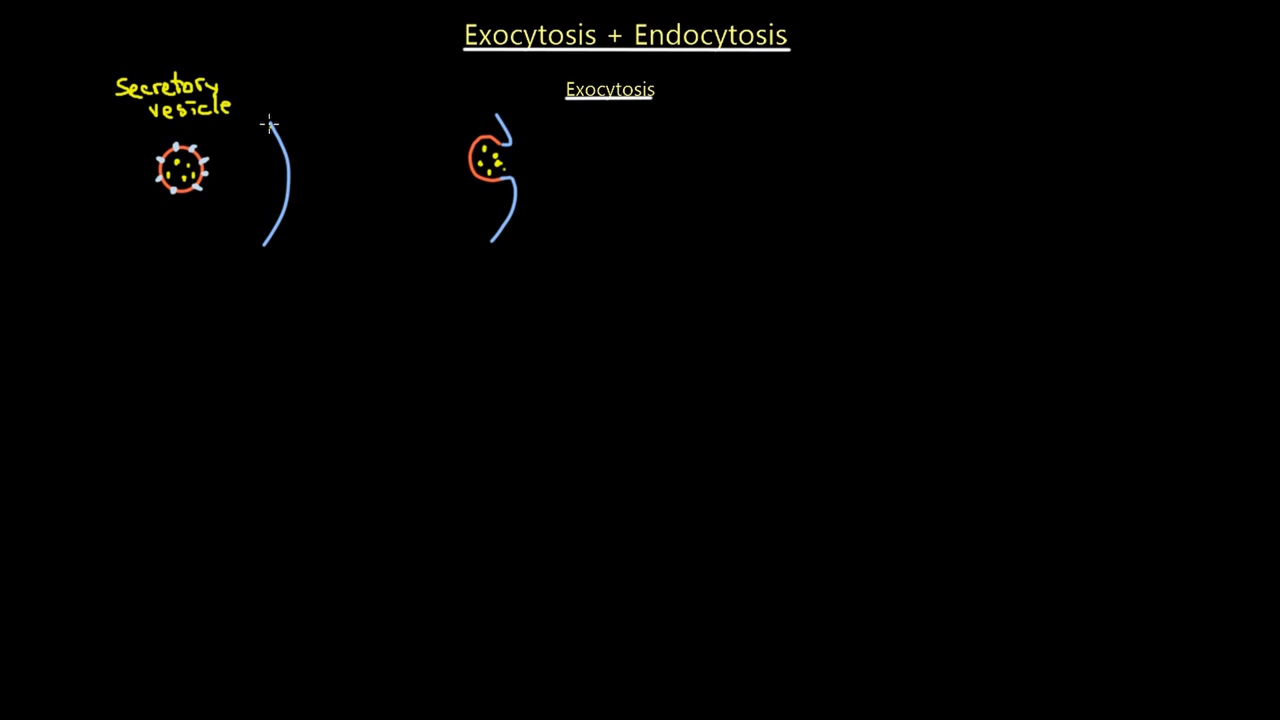 Exocytosis + Endocytosis
Exocytosis
Secretory
vesicle